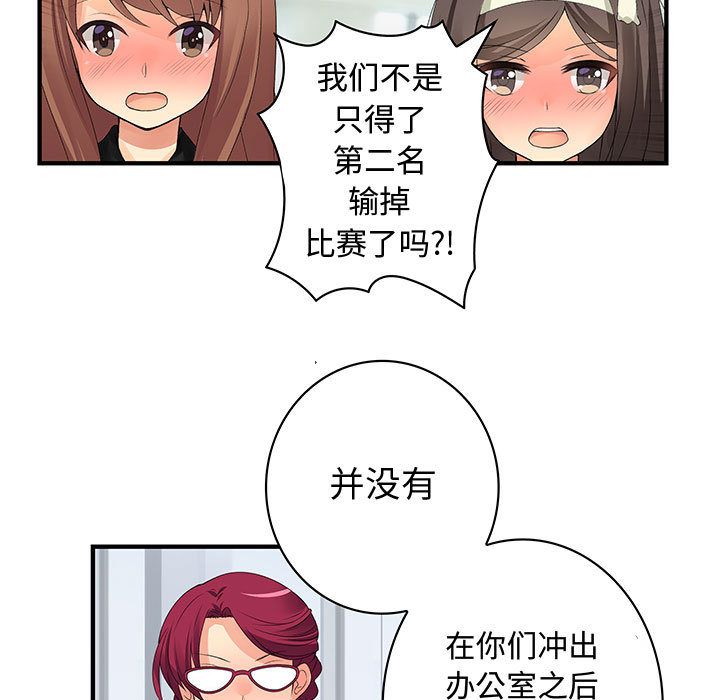 我们不是
只得了
第二名
输掉
比赛了吗?!
并没有
在你们冲出
办公室之后